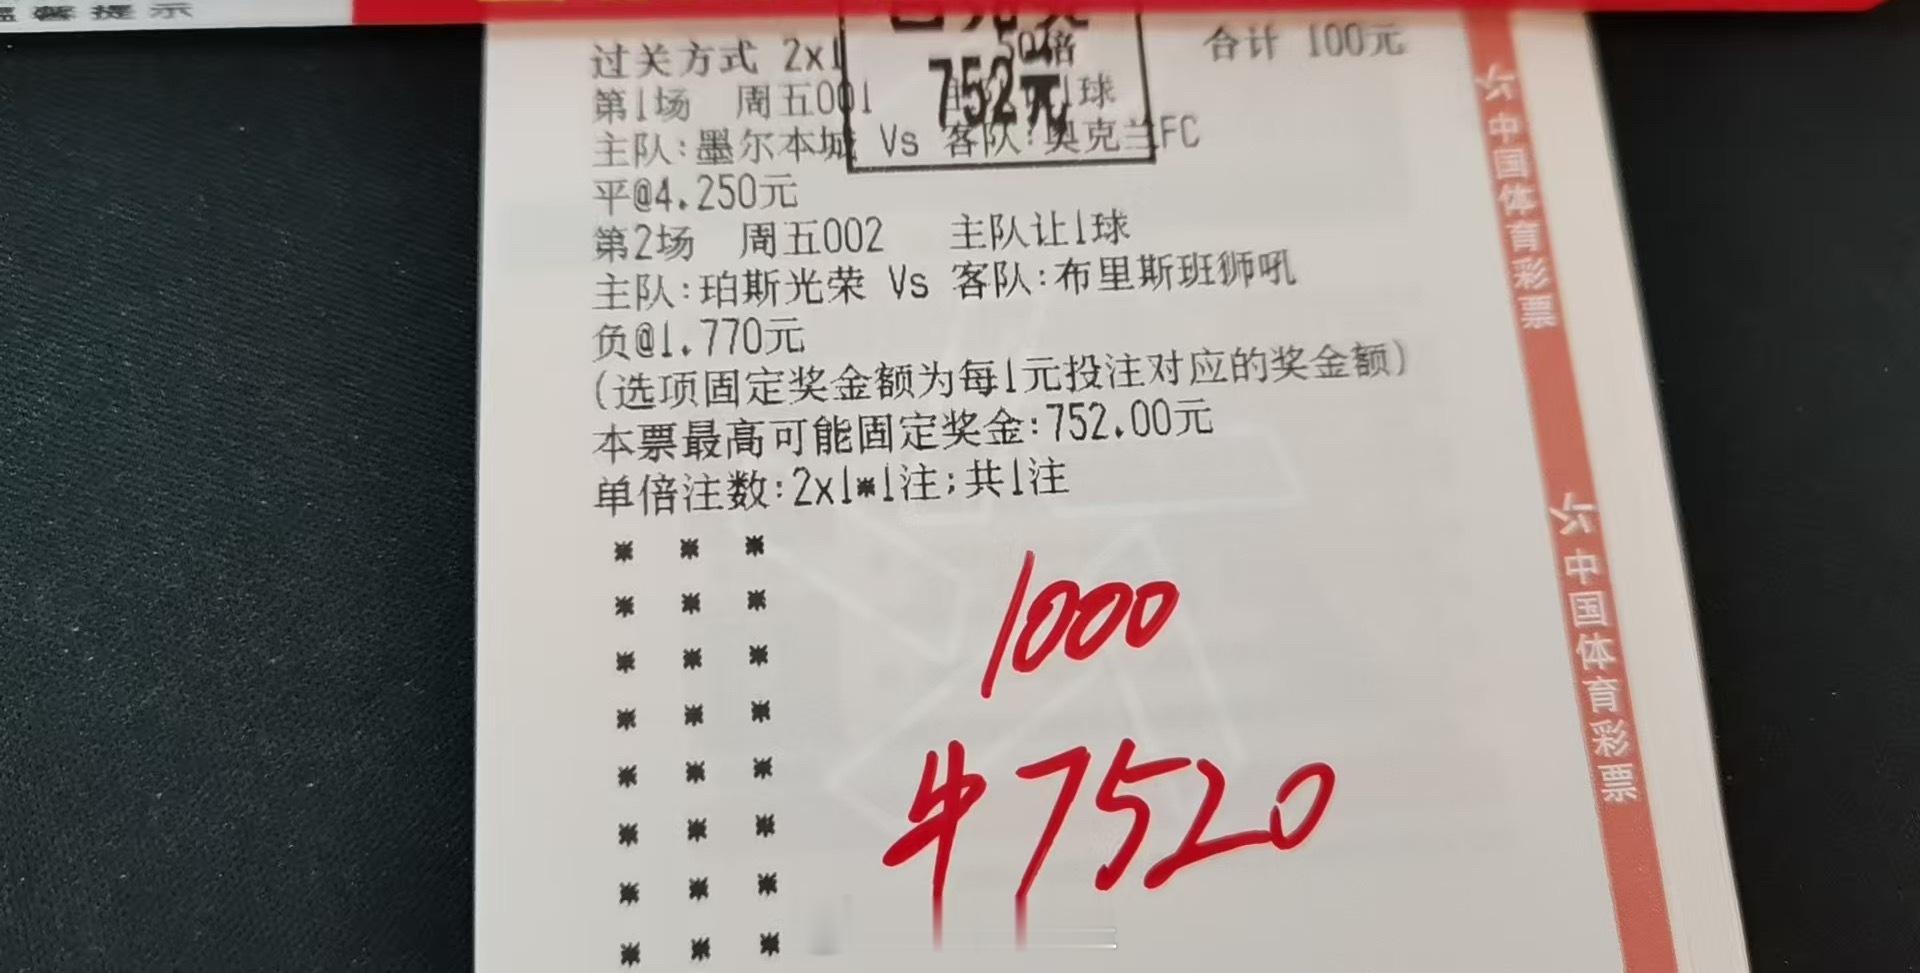 提示
752元
过关方式 2x1 50倍 合计 100元
第1场 周五001 1球
主队:墨尔本城 Vs 客队:奥克兰FC
平@4.250元
第2场 周五002 主队让1球
主队:珀斯光荣 Vs 客队:布里斯班狮吼
负@1.770元
(选项固定奖金额为每1元投注对应的奖金额)
本票最高可能固定奖金:752.00元
单倍注数:2x1*1注;共1注
* * *
* * *
* * *
* * *
* * *
* * *
* * *
* * *
1000
中7520
中国体育彩票
中国体育彩票